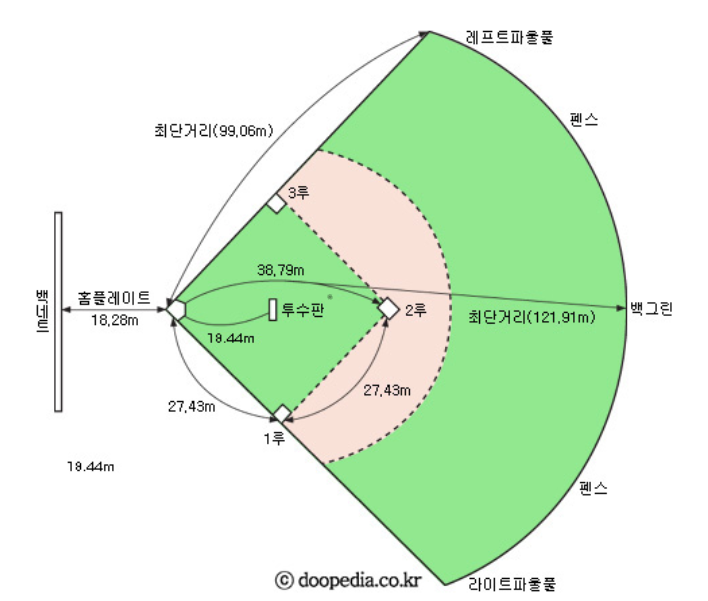 레프트파울풀
펜스
최단거리(99,06m)
3루
38,79m
백네트
홈플레이트
18,28m
투수판
2루
백그린
최단거리(121,91m)
18.44m
27,43m
27,43m
1루
18.44m
펜스
라이트파울풀
ⓒ doopedia.co.kr